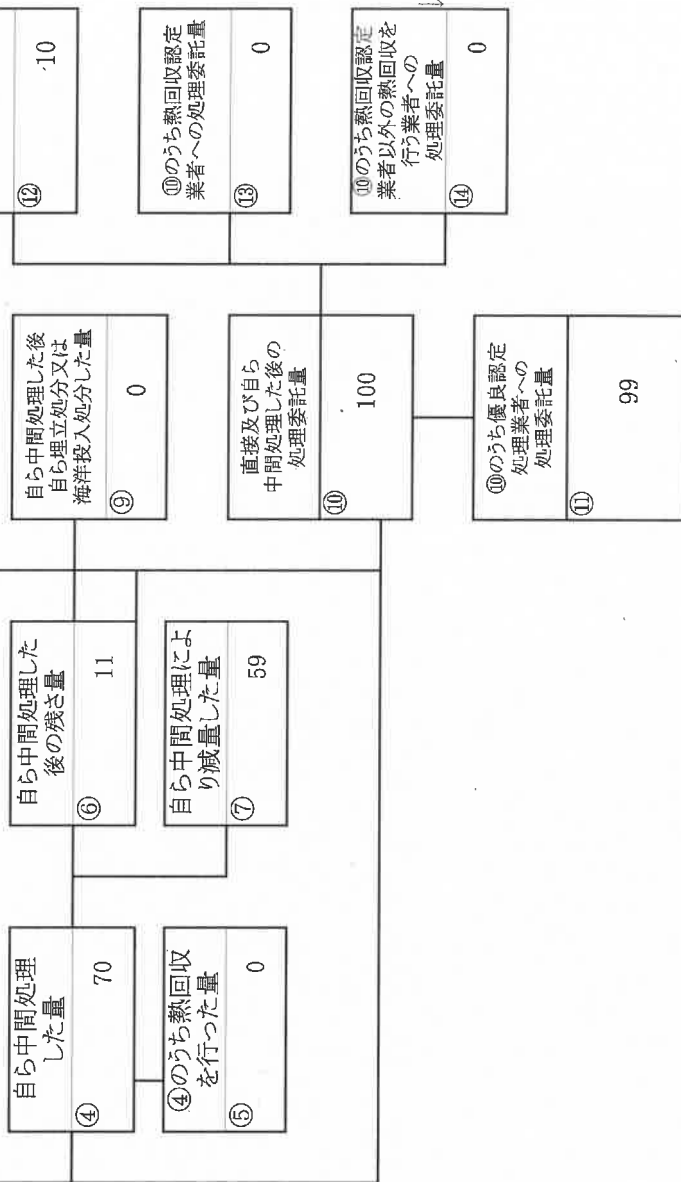 自ら中間処理
した量
④
70
④のうち熱回収
を行った量
⑤
0
自ら中間処理した
後の残さ量
⑥
11
自ら中間処理によ
り減量した量
⑦
59
自ら中間処理した後
自ら埋立処分又は
海洋投入処分した量
⑨
0
直接及び自ら
中間処理した後の
処理委託量
⑩
100
⑩のうち優良認定
処理業者への
処理委託量
⑪
99
⑫
10
⑩のうち熱回収認定
業者への処理委託量
⑬
0
⑩のうち熱回収認定
業者以外の熱回収を
行う業者への
処理委託量
⑭
0